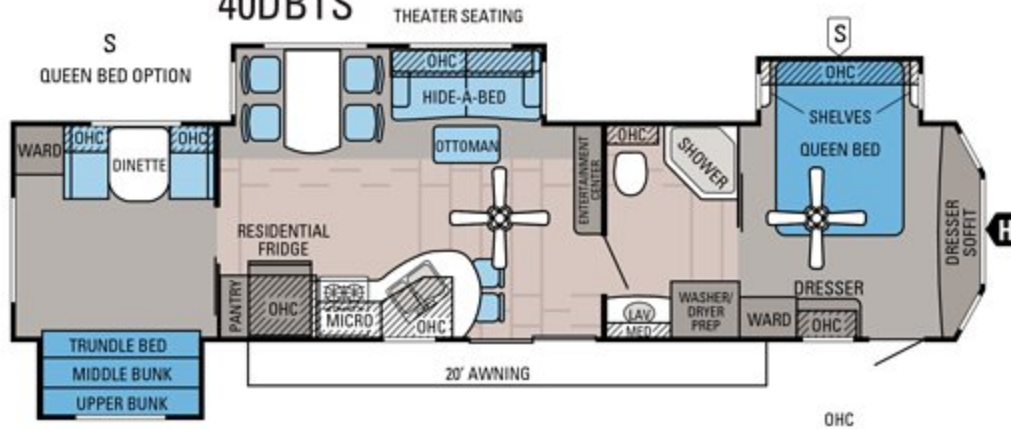 40DBTS
THEATER SEATING
S
QUEEN BED OPTION
S
OHC
OHC
HIDE-A-BED
SHELVES
WARD
OHC
OHC
DINETTE
OTTOMAN
ENTERTAINMENT
CENTER
OHC
SHOWER
QUEEN BED
DRESSER
SOFFIT
H
RESIDENTIAL
FRIDGE
PANTRY
OHC
MICRO
OHC
LAV
MED
WASHER/
DRYER
PREP
DRESSER
WARD
OHC
TRUNDLE BED
MIDDLE BUNK
UPPER BUNK
20' AWNING
OHC